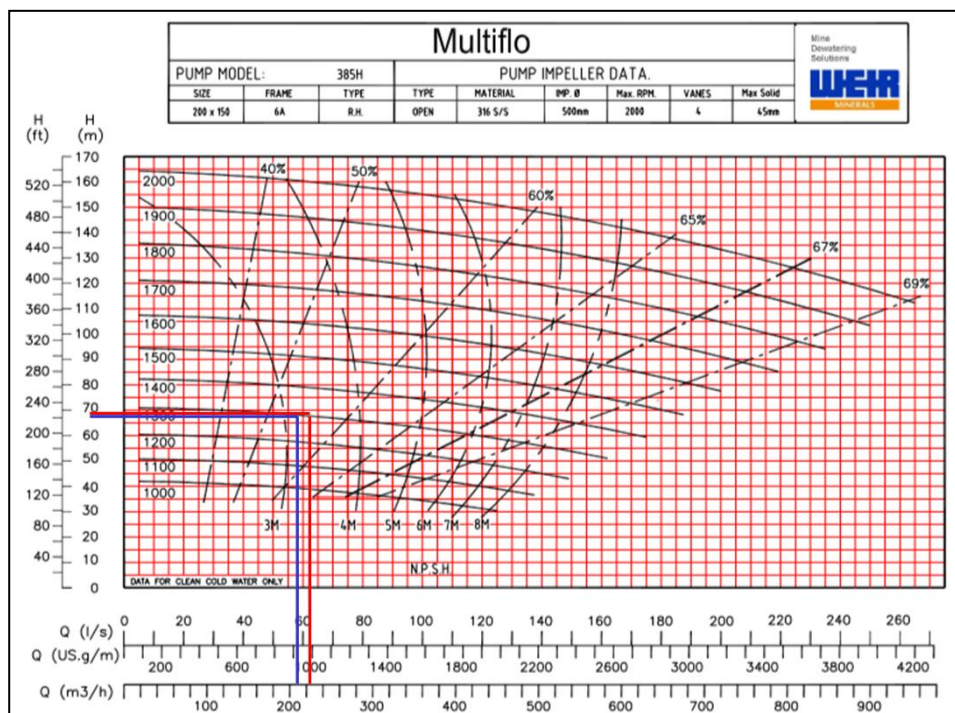 Multiflo
Mine
Dewatering
Solutions
WEIR
MINERALS
PUMP MODEL: 385H PUMP IMPELLER DATA.
SIZE FRAME TYPE TYPE MATERIAL IMP. Ø Max. RPM. VANES Max Solid
200 x 150 6A R.H. OPEN 316 S/S 500mm 2000 4 45mm
H H
(ft) (m)
170
520 160
480 150
140
440 130
400 120
360 110
320 100
280 90
80
240 70
200 60
160 50
120 40
80 30
20
40 10
0
40% 50% 60% 65% 67% 69%
2000
1900
1800
1700
1600
1500
1400
1300
1200
1100
1000
3M 4M 5M 6M 7M 8M
N.P.S.H.
DATA FOR CLEAN COLD WATER ONLY
Q (l/s) 0 20 40 60 80 100 120 140 160 180 200 220 240 260
Q (US.g/m) 200 600 1000 1400 1800 2200 2600 3000 3400 3800 4200
Q (m3/h) 100 200 300 400 500 600 700 800 900